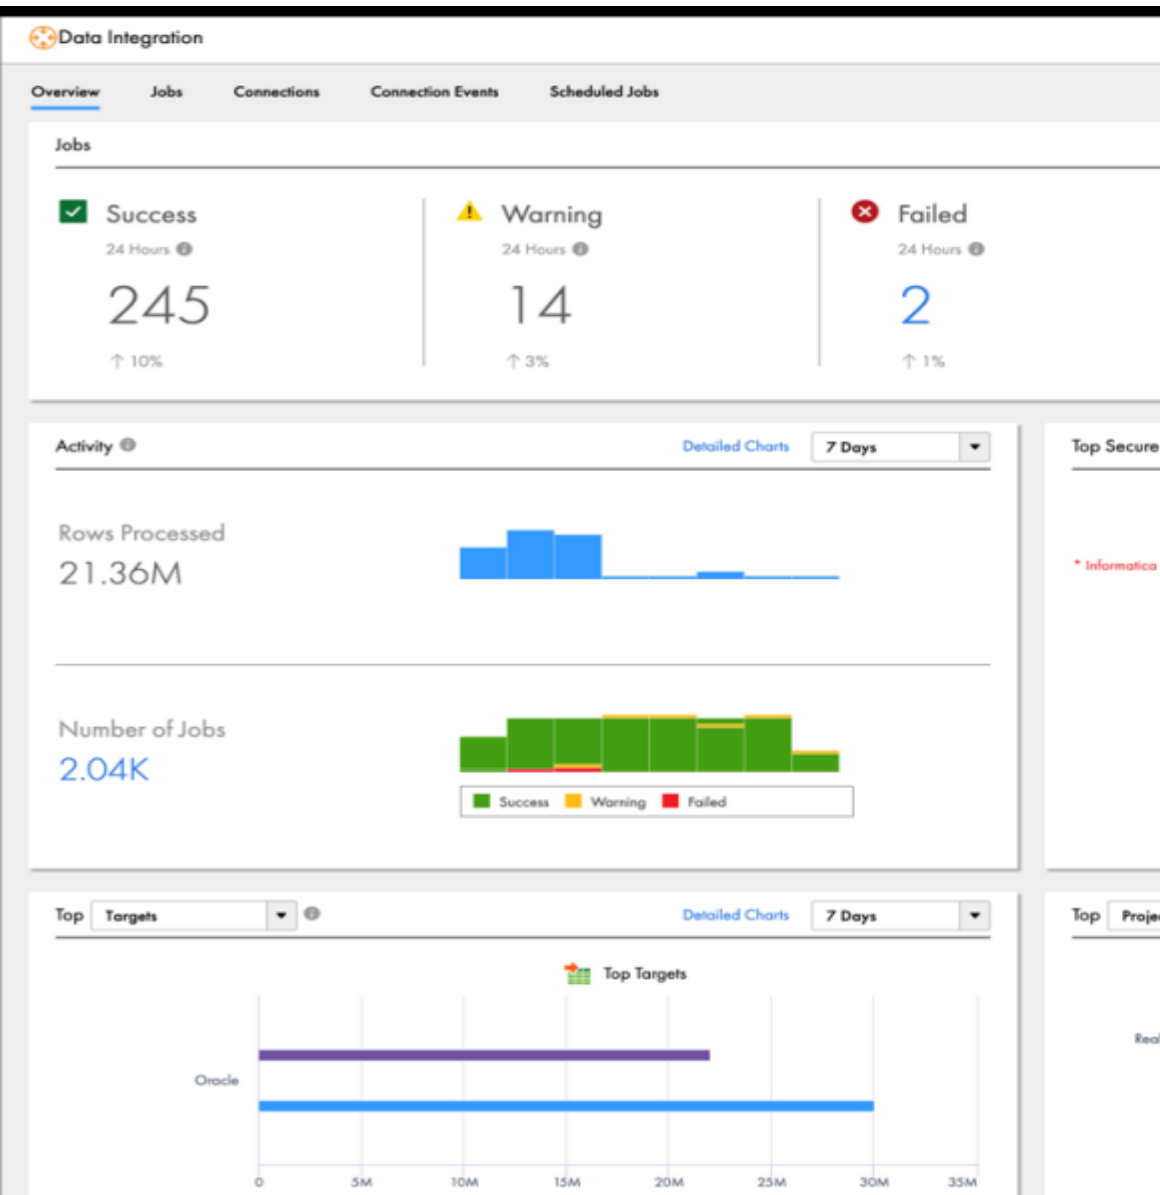 Data Integration
Overview Jobs Connections Connection Events Scheduled Jobs
Jobs
Success Warning Failed
24 Hours 24 Hours 24 Hours
245 14 2
↑ 10% ↑ 3% ↑ 1%
Activity Detailed Charts 7 Days
Top Secure
Rows Processed
21.36M
* Informatica
Number of Jobs
2.04K
Success Warning Failed
Top Targets Detailed Charts 7 Days
Top Proje
Top Targets
Real
Oracle
0 5M 10M 15M 20M 25M 30M 35M